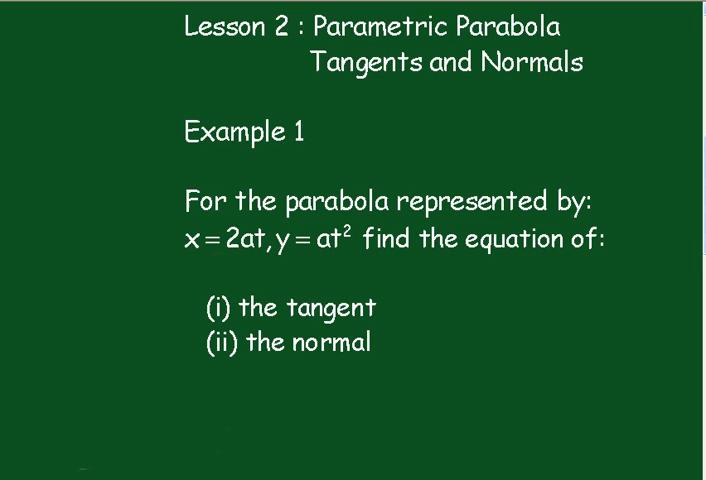 Lesson 2 : Parametric Parabola
Tangents and Normals
Example 1
For the parabola represented by:
x = 2at, y = at² find the equation of:
(i) the tangent
(ii) the normal